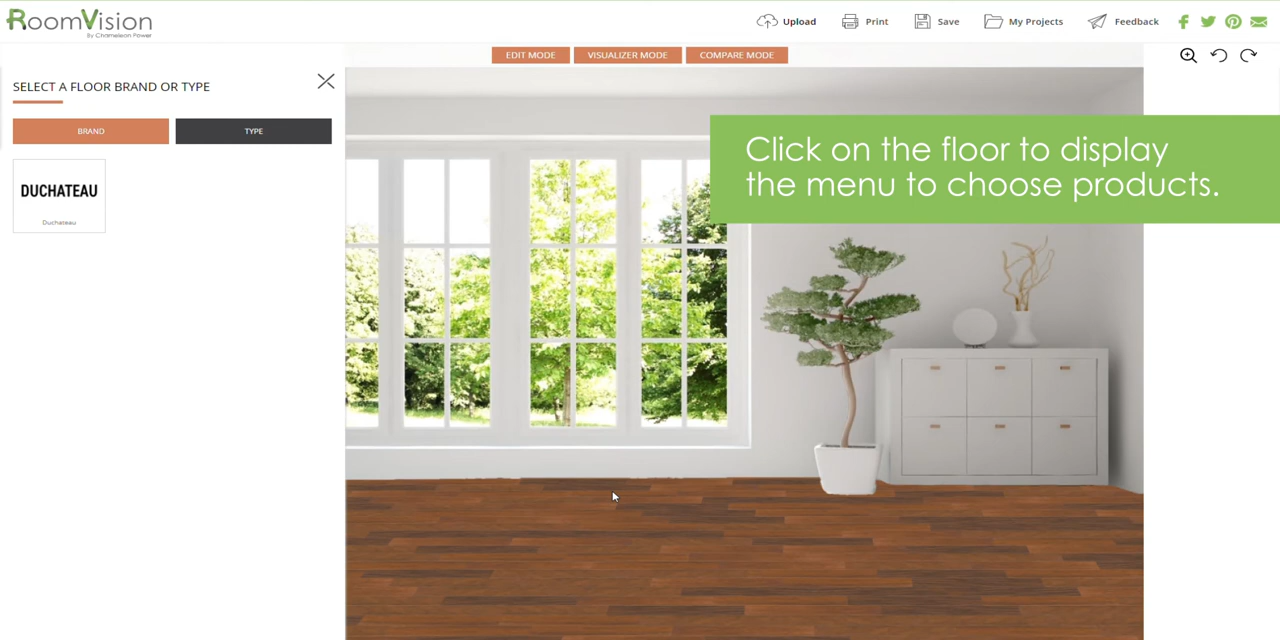 RoomVision
By Chameleon Power
Upload
Print
Save
My Projects
Feedback
EDIT MODE
VISUALIZER MODE
COMPARE MODE
SELECT A FLOOR BRAND OR TYPE
BRAND
TYPE
DUCHATEAU
Duchateau
Click on the floor to display
the menu to choose products.